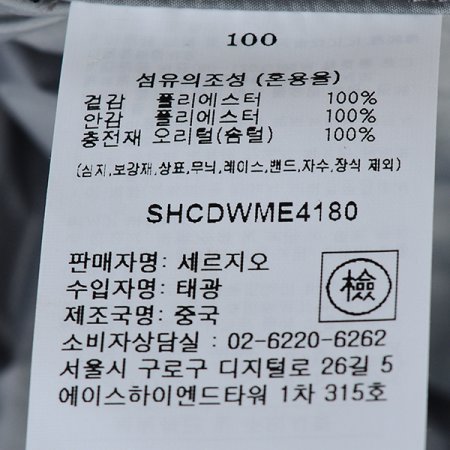 100
섬유의조성 (혼용율)
겉감 폴리에스터 100%
안감 폴리에스터 100%
충전재 오리털(솜털) 100%
(심지,보강재,상표,무늬,레이스,밴드,자수,장식 제외)
SHCDWME4180
판매자명: 세르지오
수입자명: 태광
제조국명: 중국
檢
소비자상담실 : 02-6220-6262
서울시 구로구 디지털로 26길 5
에이스하이엔드타워 1차 315호